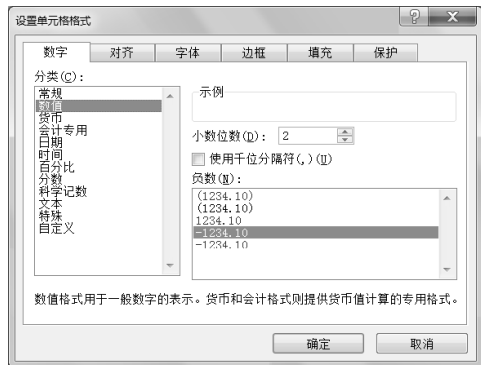 设置单元格格式
数字 对齐 字体 边框 填充 保护
分类(C):
常规
数值
货币
会计专用
日期
时间
百分比
分数
科学记数
文本
特殊
自定义
示例
小数位数(D): 2
使用千位分隔符(,)(U)
负数(N):
(1234.10)
(1234.10)
1234.10
-1234.10
-1234.10
数值格式用于一般数字的表示。货币和会计格式则提供货币值计算的专用格式。
确定 取消